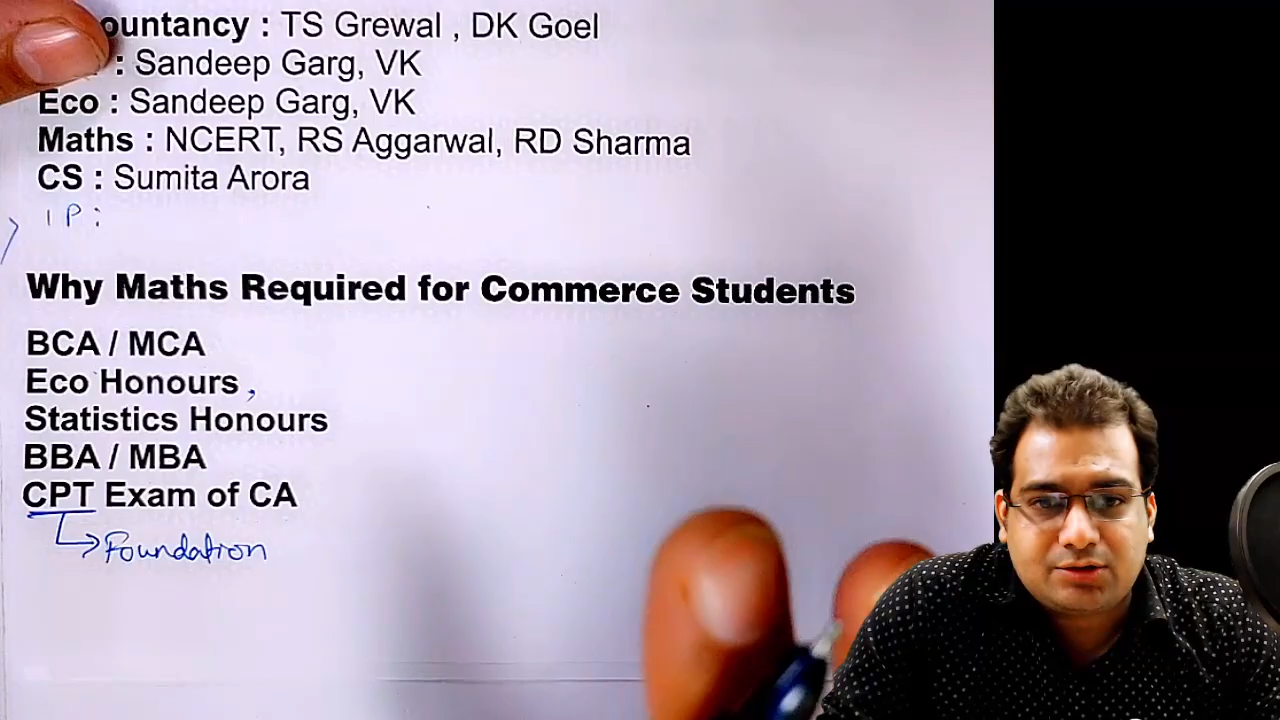 ountancy : TS Grewal , DK Goel
: Sandeep Garg, VK
Eco : Sandeep Garg, VK
Maths : NCERT, RS Aggarwal, RD Sharma
CS : Sumita Arora
IP :
Why Maths Required for Commerce Students
BCA / MCA
Eco Honours ,
Statistics Honours
BBA / MBA
CPT Exam of CA
Foundation